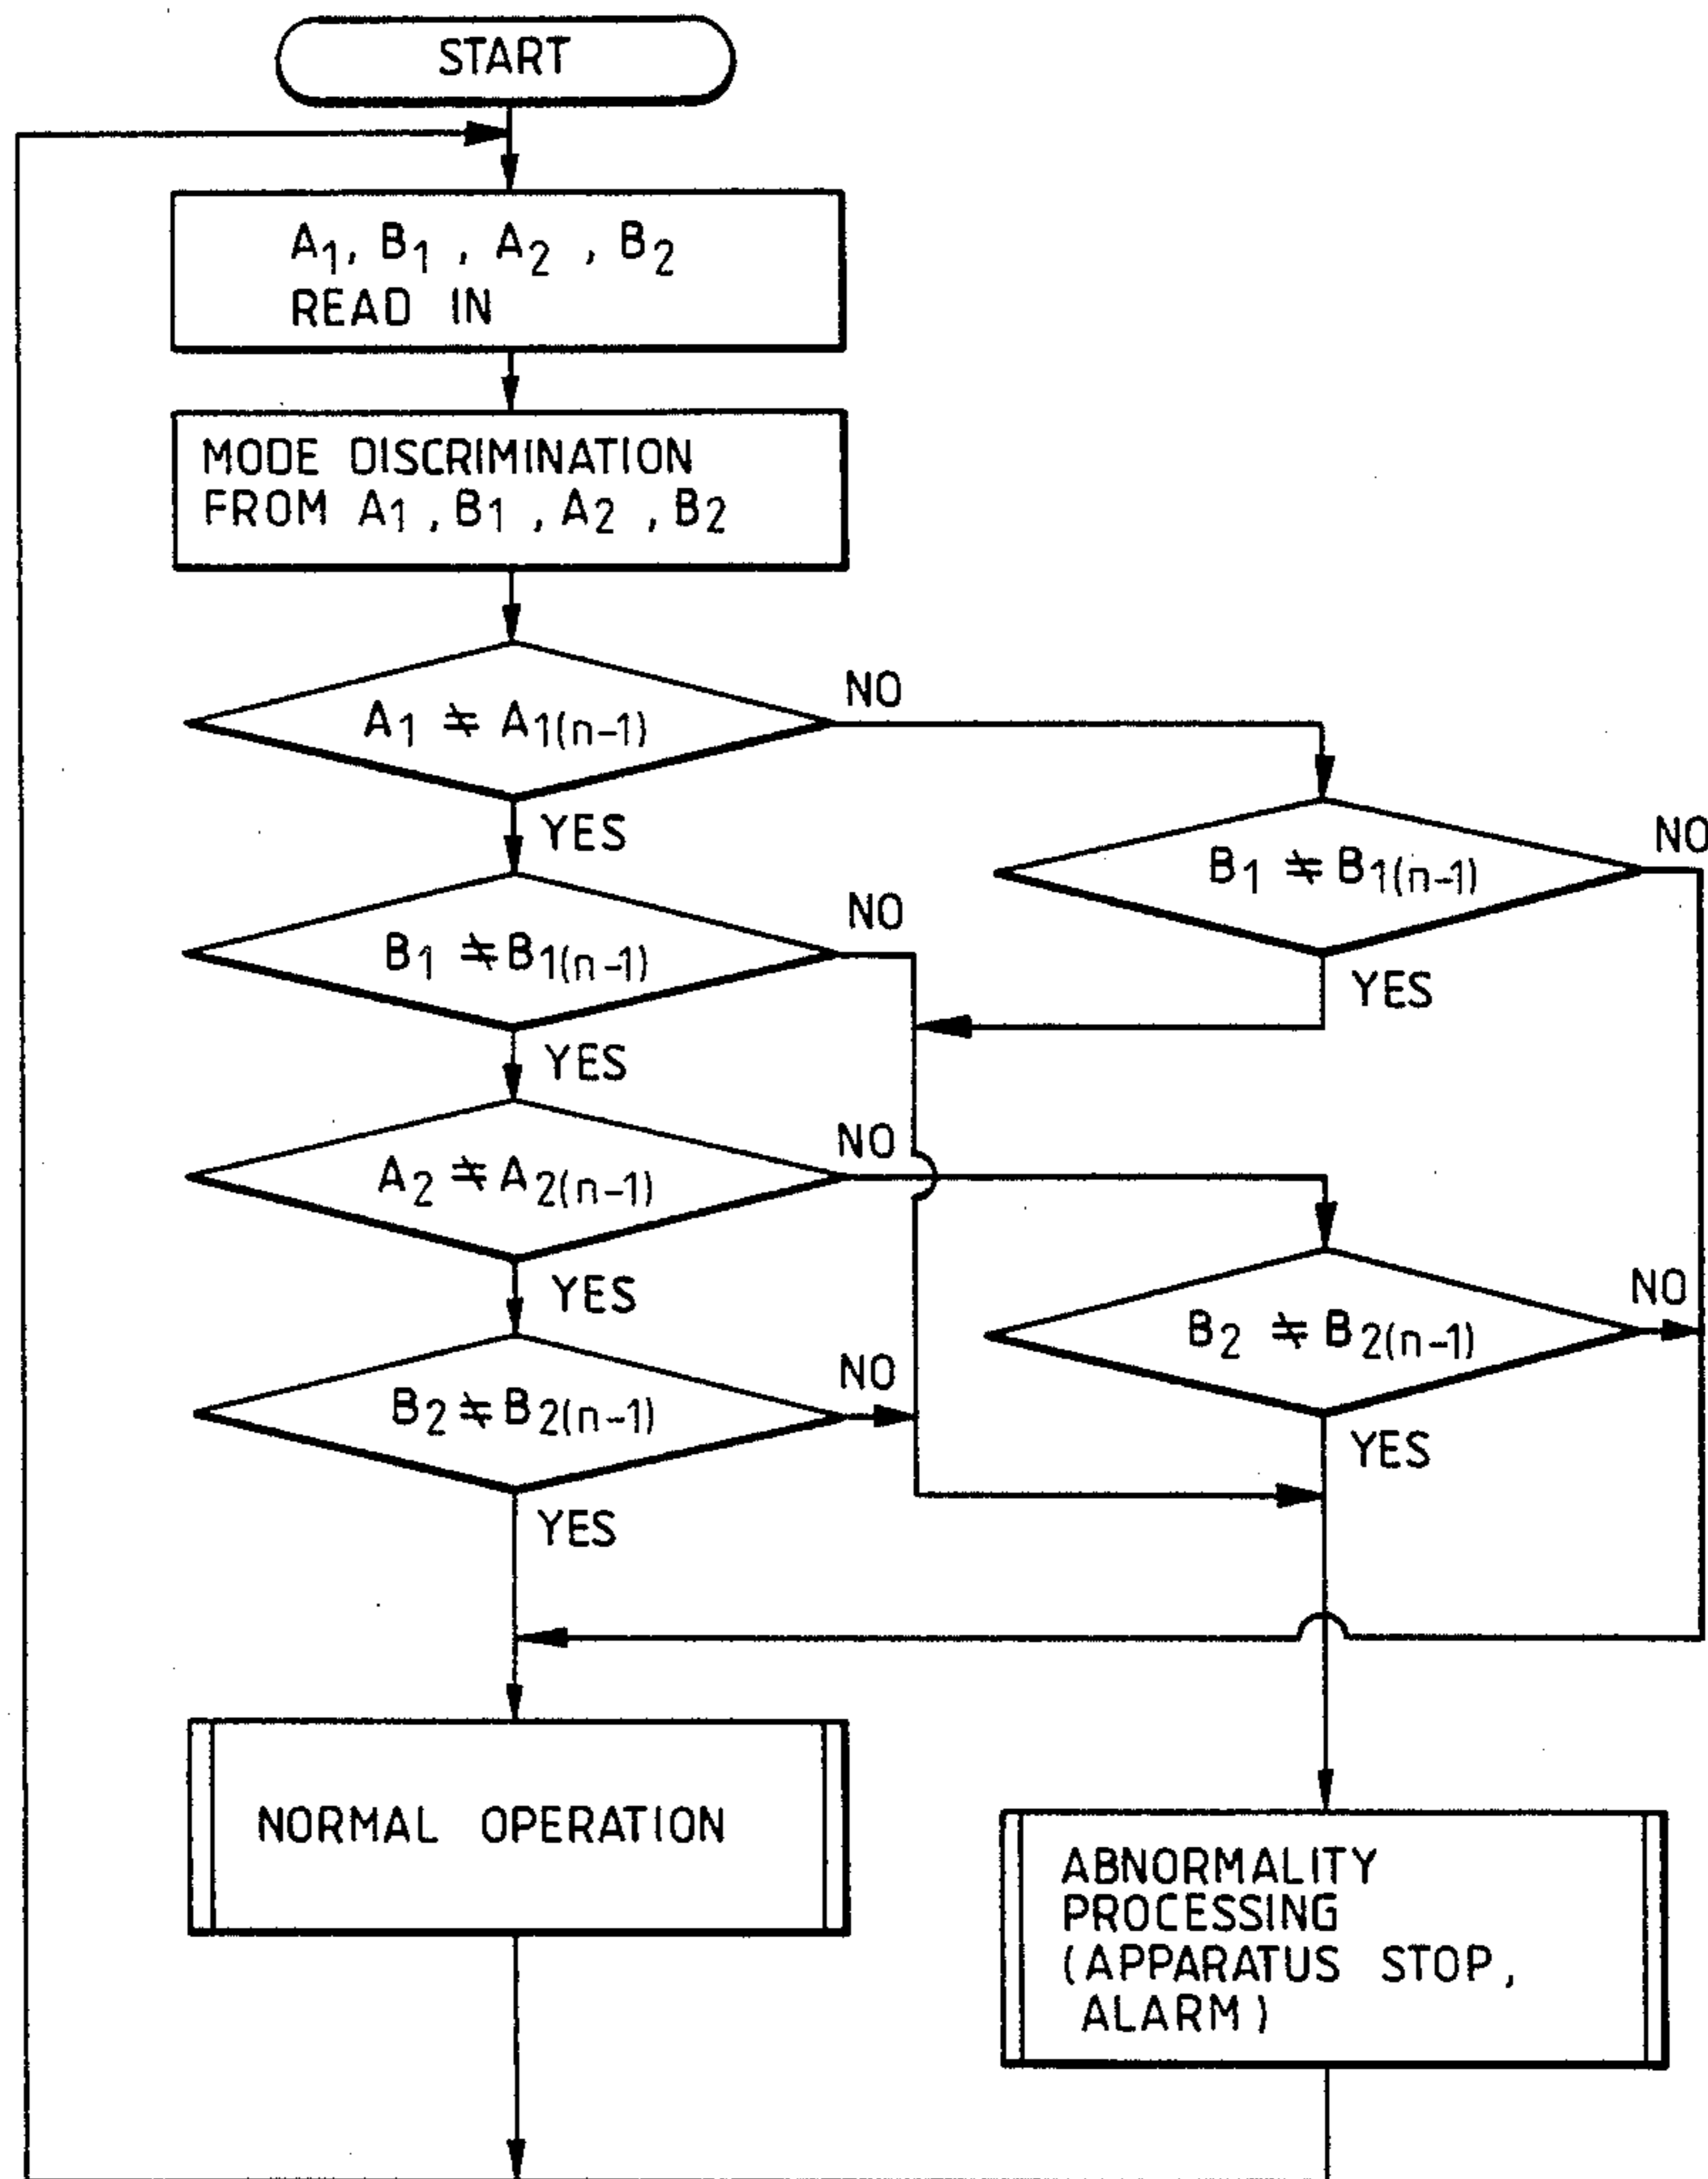 START
A1, B1 , A2 , B2
READ IN
MODE DISCRIMINATION
FROM A1 , B1 , A2 , B2
A1 ≠ A1(n-1)
NO
YES
B1 ≠ B1(n-1)
NO
YES
B1 ≠ B1(n-1)
NO
YES
A2 ≠ A2(n-1)
NO
YES
B2 ≠ B2(n-1)
NO
YES
B2 ≠ B2(n-1)
NO
YES
NORMAL OPERATION
ABNORMALITY
PROCESSING
(APPARATUS STOP,
ALARM)